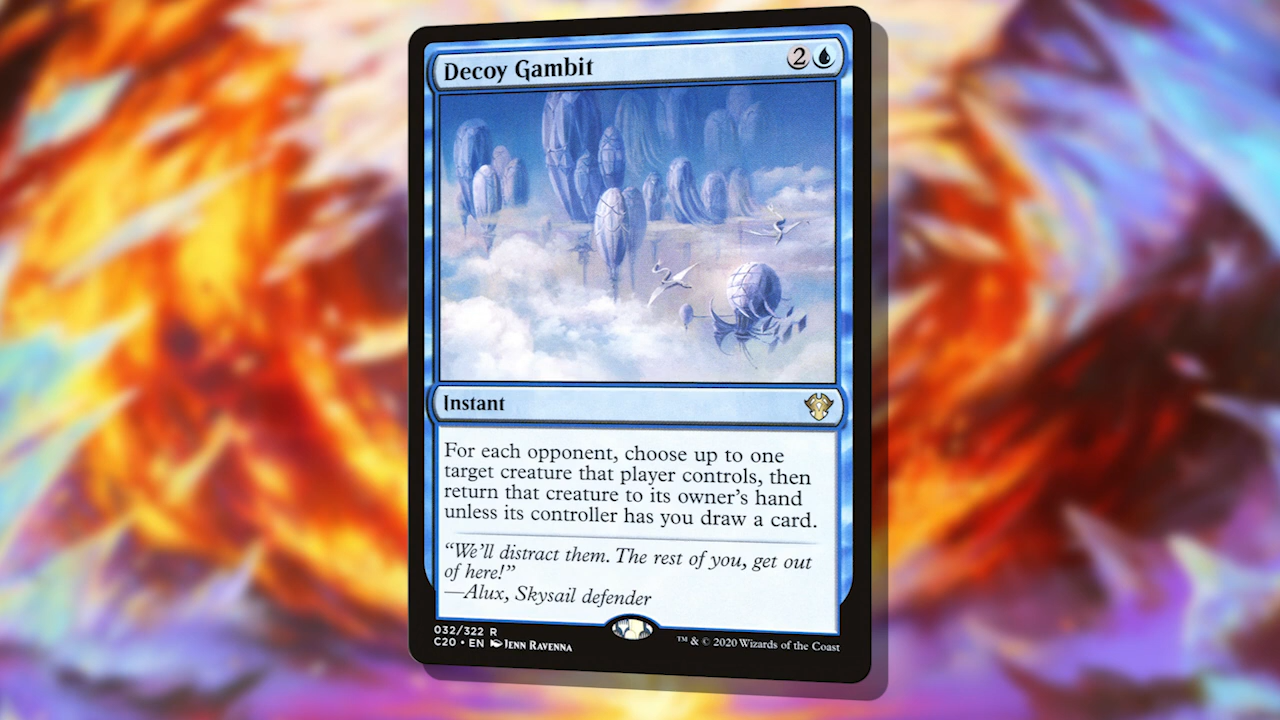 Decoy Gambit 2
Instant
For each opponent, choose up to one
target creature that player controls, then
return that creature to its owner's hand
unless its controller has you draw a card.
“We'll distract them. The rest of you, get out
of here!”
—Alux, Skysail defender
032/322 R
C20 • EN Jenn Ravenna
™ & © 2020 Wizards of the Coast